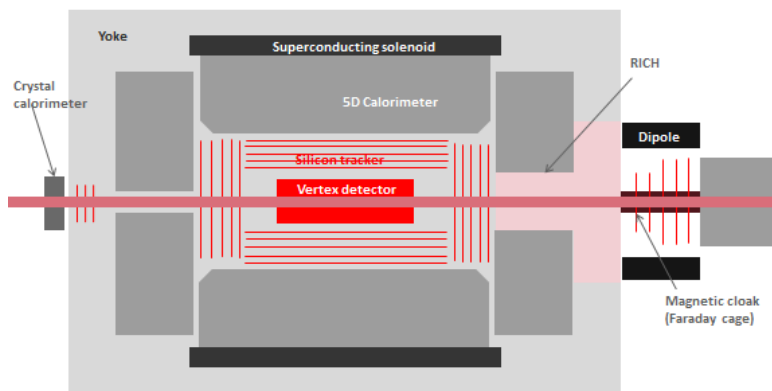 Yoke
Superconducting solenoid
Crystal
calorimeter
RICH
5D Calorimeter
Dipole
Silicon tracker
Vertex detector
Magnetic cloak
(Faraday cage)